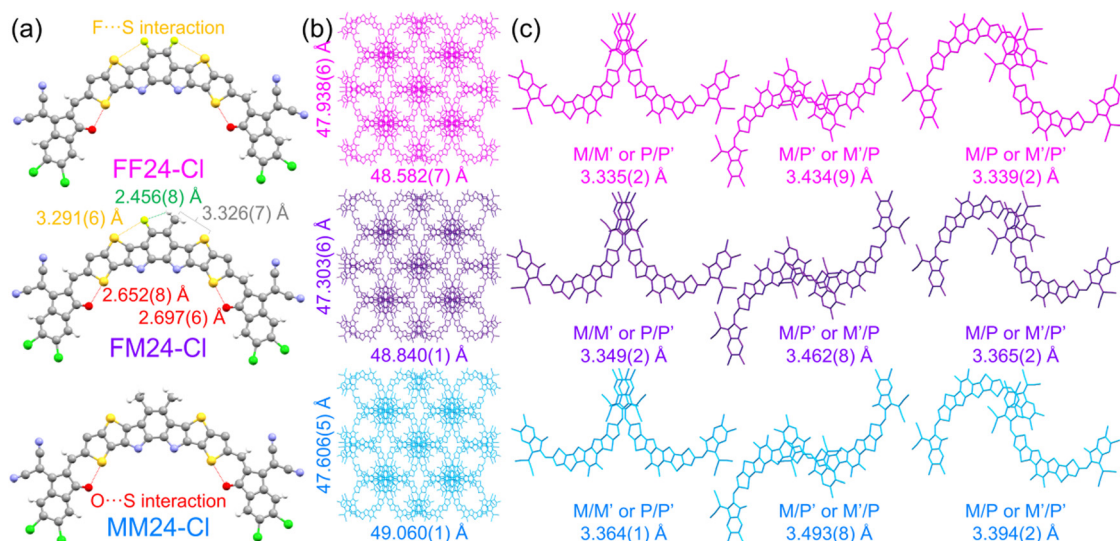 (a)
F···S interaction
FF24-Cl
2.456(8) Å
3.291(6) Å
3.326(7) Å
2.652(8) Å
2.697(6) Å
FM24-Cl
O···S interaction
MM24-Cl
(b)
47.938(6) Å
48.582(7) Å
47.303(6) Å
48.840(1) Å
47.606(5) Å
49.060(1) Å
(c)
M/M' or P/P'
3.335(2) Å
M/P' or M'/P
3.434(9) Å
M/P or M'/P'
3.339(2) Å
M/M' or P/P'
3.349(2) Å
M/P' or M'/P
3.462(8) Å
M/P or M'/P'
3.365(2) Å
M/M' or P/P'
3.364(1) Å
M/P' or M'/P
3.493(8) Å
M/P or M'/P'
3.394(2) Å